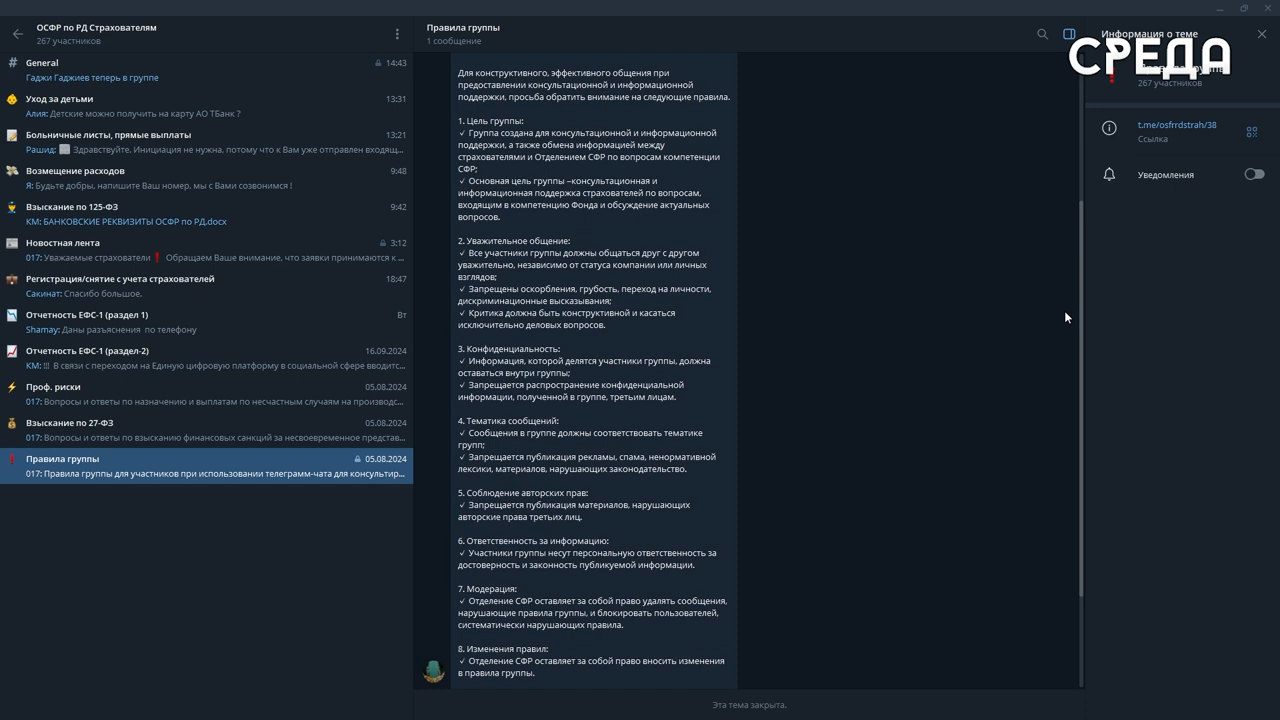 ОСФР по РД Страхователям
267 участников
General
14:43
Гаджи Гаджиев теперь в группе
Уход за детьми
13:31
Алия: Детские можно получить на карту АО ТБанк ?
Больничные листы, прямые выплаты
13:21
Рашид: Здравствуйте, Инициация не нужна, потому что к Вам уже отправлен входящ...
Возмещение расходов
9:48
Я: Будьте добры, напишите Ваш номер, мы с Вами созвонимся !
Взыскание по 125-ФЗ
9:42
КМ: БАНКОВСКИЕ РЕКВИЗИТЫ ОСФР по РД.docx
Новостная лента
3:12
017: Уважаемые страхователи❗ Обращаем Ваше внимание, что заявки принимаются к ...
Регистрация/снятие с учета страхователей
18:47
Сакинат: Спасибо большое,
Отчетность ЕФС-1 (раздел 1)
Вт
Shamay: Даны разъяснения по телефону
Отчетность ЕФС-1 (раздел-2)
16.09.2024
КМ: !!! В связи с переходом на Единую цифровую платформу в социальной сфере вводитс...
Проф. риски
05.08.2024
017: Вопросы и ответы по назначению и выплатам по несчастным случаям на производс...
Взыскание по 27-ФЗ
05.08.2024
017: Вопросы и ответы по взысканию финансовых санкций за несвоевременное представ...
Правила группы
05.08.2024
017: Правила группы для участников при использовании телеграмм-чата для консультир...
Правила группы
1 сообщение
Для конструктивного, эффективного общения при
предоставлении консультационной и информационной
поддержки, просьба обратить внимание на следующие правила.
1. Цель группы:
✓ Группа создана для консультационной и информационной
поддержки, а также обмена информацией между
страхователями и Отделением СФР по вопросам компетенции
СФР;
✓ Основная цель группы –консультационная и
информационная поддержка страхователей по вопросам,
входящим в компетенцию Фонда и обсуждение актуальных
вопросов.
2. Уважительное общение:
✓ Все участники группы должны общаться друг с другом
уважительно, независимо от статуса компании или личных
взглядов;
✓ Запрещены оскорбления, грубость, переход на личности,
дискриминационные высказывания;
✓ Критика должна быть конструктивной и касаться
исключительно деловых вопросов.
3. Конфиденциальность:
✓ Информация, которой делятся участники группы, должна
оставаться внутри группы;
✓ Запрещается распространение конфиденциальной
информации, полученной в группе, третьим лицам.
4. Тематика сообщений:
✓ Сообщения в группе должны соответствовать тематике
групп;
✓ Запрещается публикация рекламы, спама, ненормативной
лексики, материалов, нарушающих законодательство.
5. Соблюдение авторских прав:
✓ Запрещается публикация материалов, нарушающих
авторские права третьих лиц.
6. Ответственность за информацию:
✓ Участники группы несут персональную ответственность за
достоверность и законность публикуемой информации.
7. Модерация:
✓ Отделение СФР оставляет за собой право удалять сообщения,
нарушающие правила группы, и блокировать пользователей,
систематически нарушающих правила.
8. Изменения правил:
✓ Отделение СФР оставляет за собой право вносить изменения
в правила группы.
Эта тема закрыта.
Информация о теме
СРЕДА
267 участников
t.me/osfrrdstrah/38
Ссылка
Уведомления